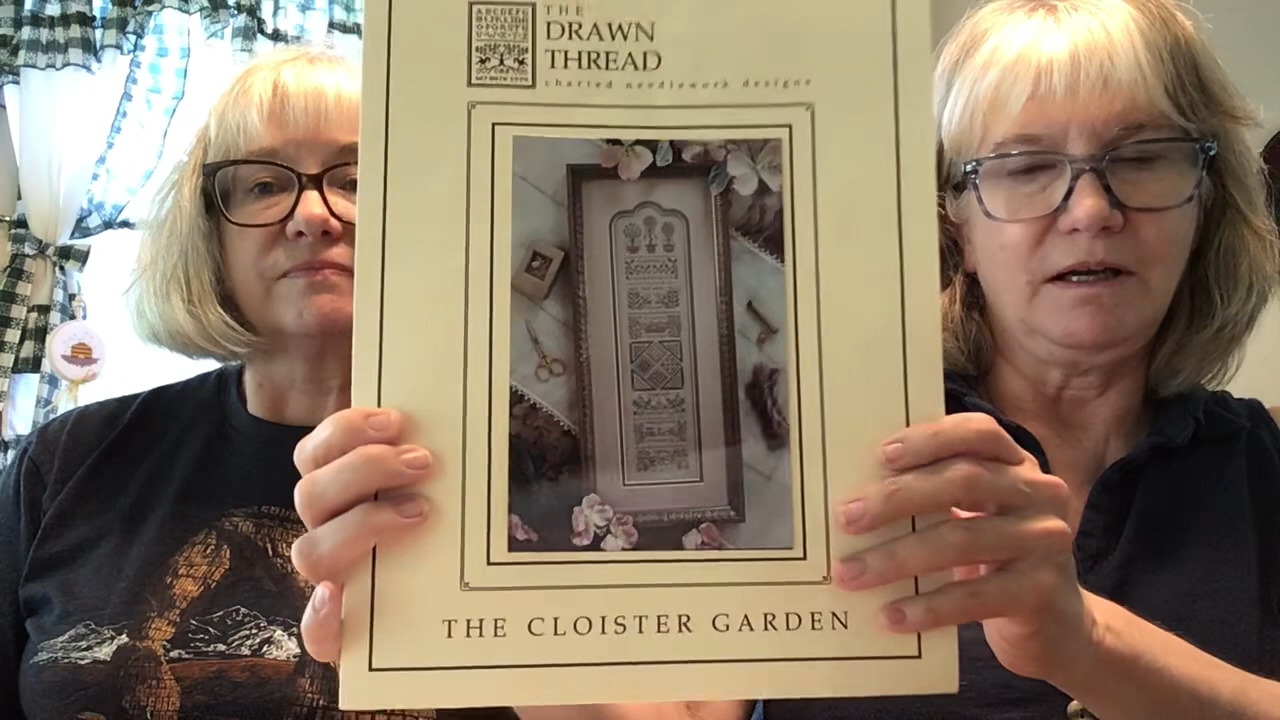 THE
DRAWN
THREAD
charted needlework designs
THE CLOISTER GARDEN